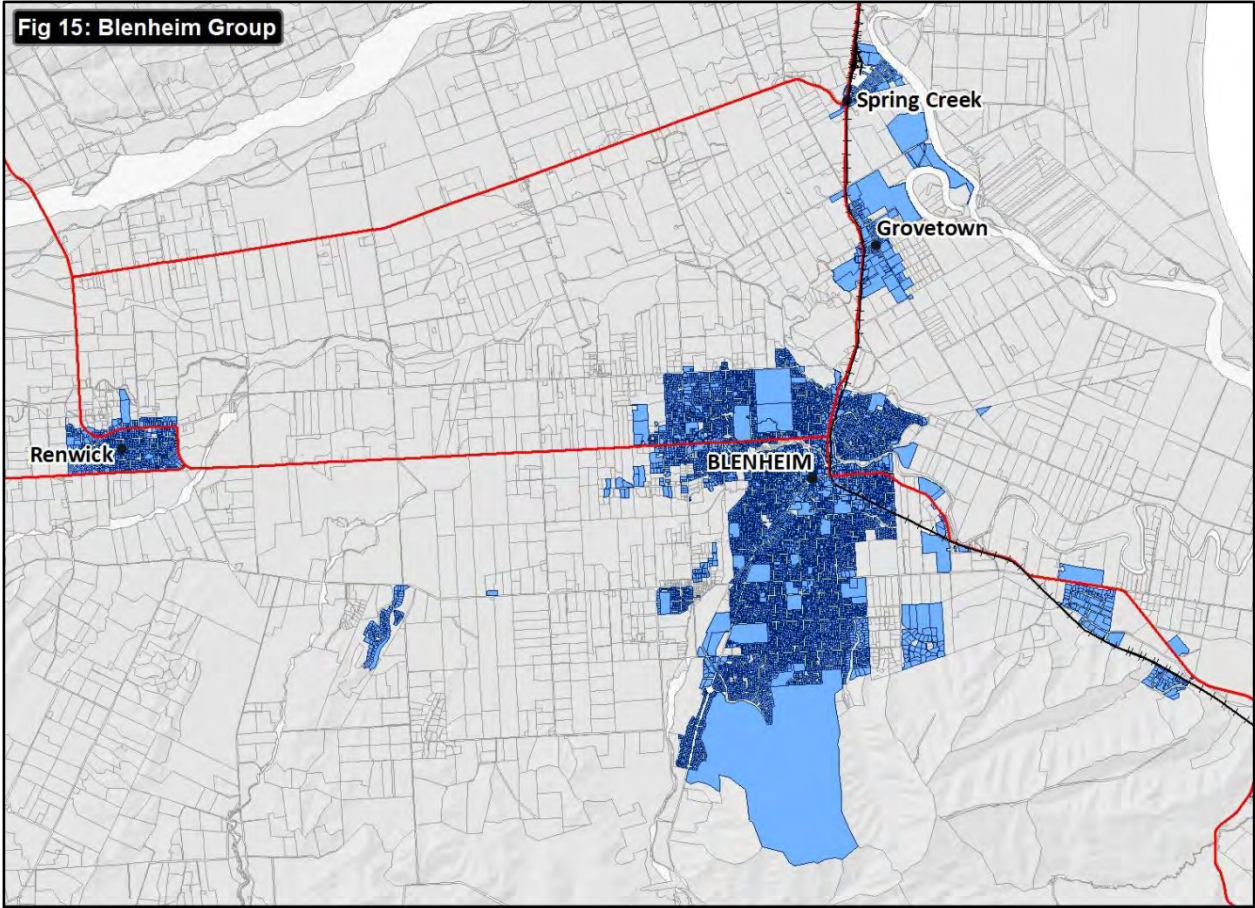 Fig 15: Blenheim Group
Spring Creek
Grovetown
Renwick
BLENHEIM